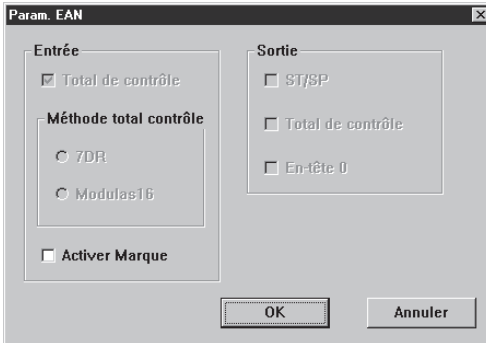 Param. EAN
Entrée
Total de contrôle
Méthode total contrôle
7DR
Modulas16
Activer Marque
Sortie
ST/SP
Total de contrôle
En-tête 0
OK
Annuler